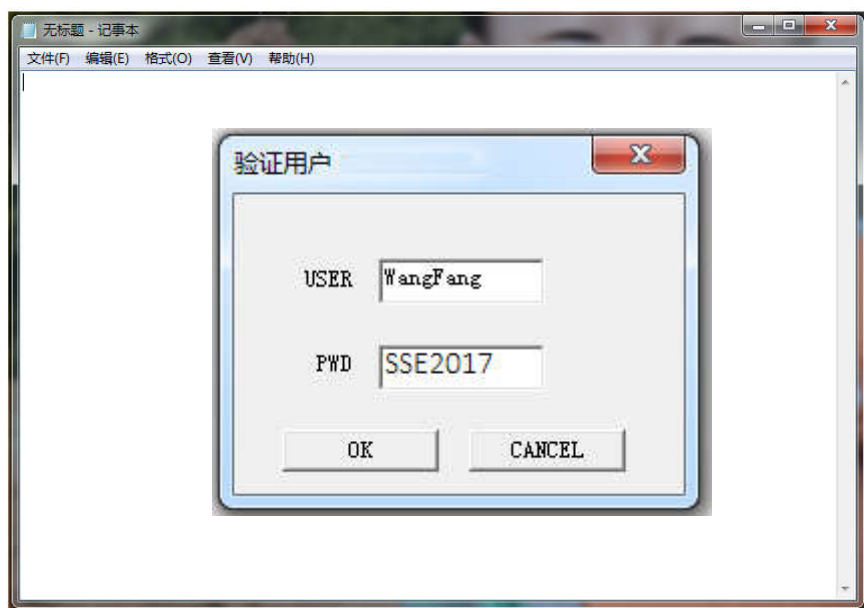 无标题 - 记事本
文件(F) 编辑(E) 格式(O) 查看(V) 帮助(H)
验证用户
USER WangFang
PWD SSE2017
OK CANCEL